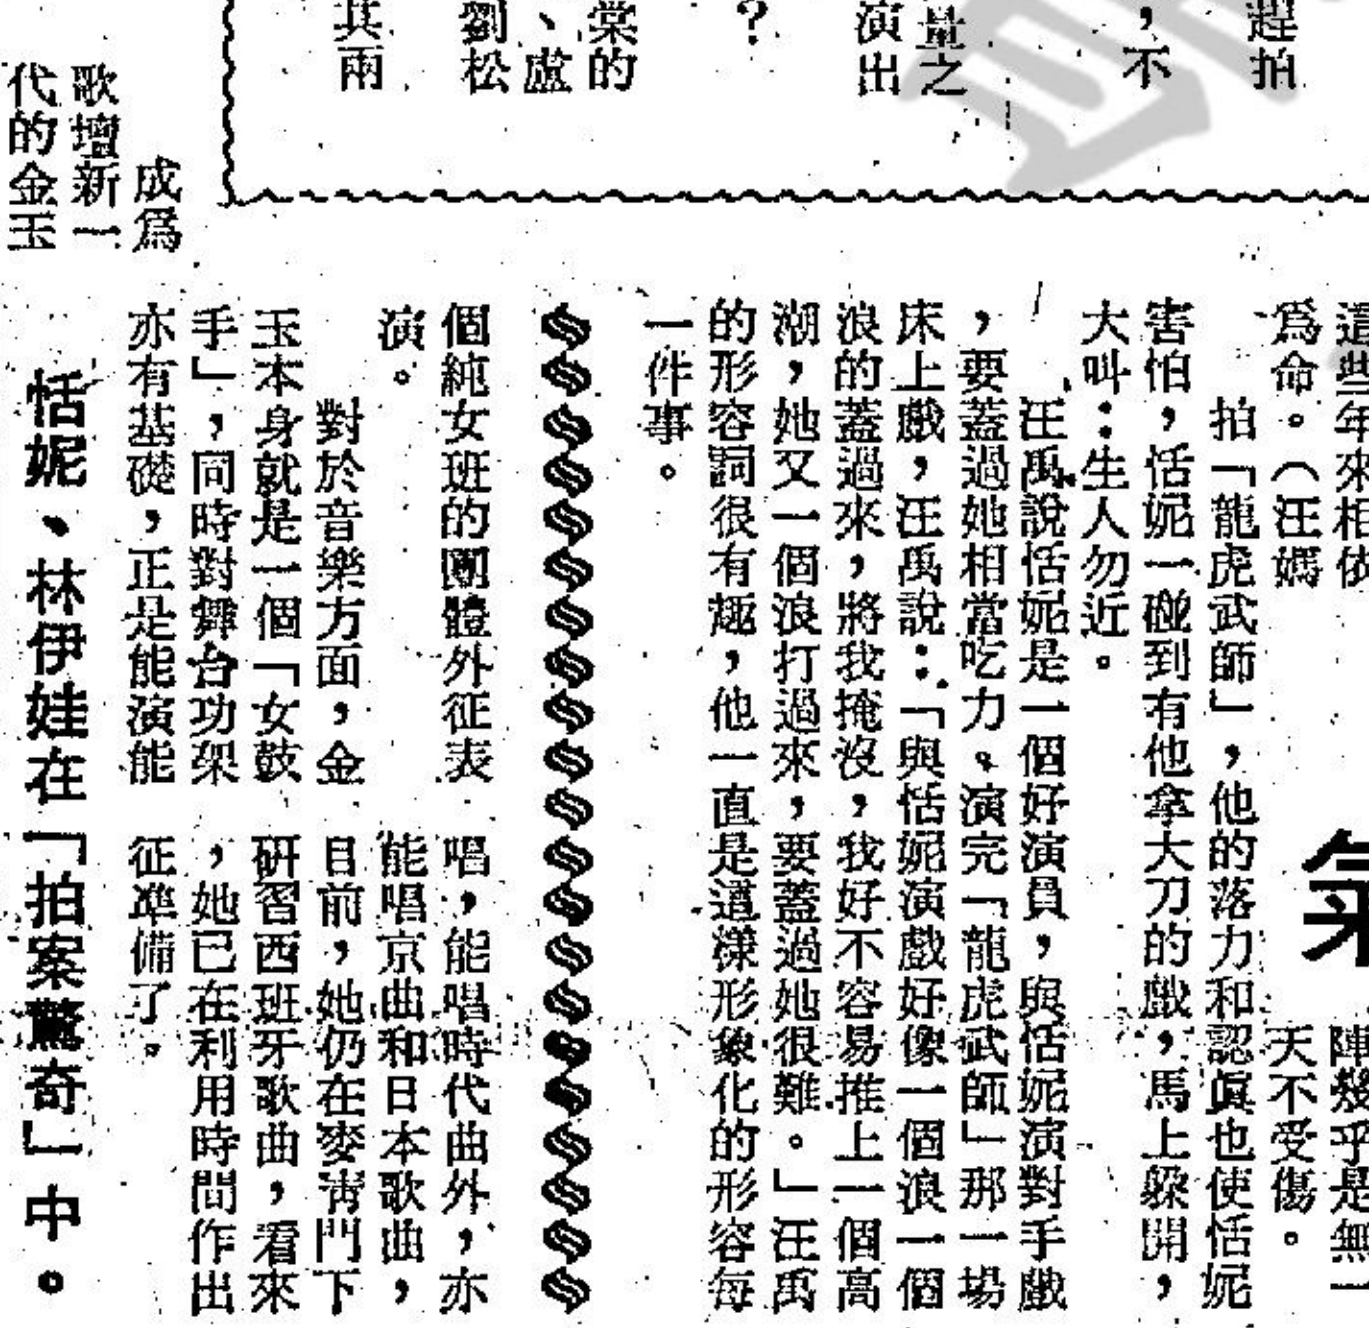 趕拍
，不
量之
演出
？
棠的
、盧
劉松
其兩
這些年來相依
爲命。（汪媽
陣幾乎是無一
天不受傷。
拍「龍虎武師」，他的落力和認眞也使恬妮
害怕，恬妮一碰到有他拿大刀的戲，馬上躱開，
大叫：生人勿近。
汪禹說恬妮是一個好演員，與恬妮演對手戲
，要蓋過她相當吃力。演完「龍虎武師」那一場
床上戲，汪禹說：「與恬妮演戲好像一個浪一個
浪的蓋過來，將我掩沒，我好不容易推上一個高
潮，她又一個浪打過來，要蓋過她很難。」汪禹
的形容詞很有趣，他一直是這樣形象化的形容每
一件事。
成爲
歌壇新一
代的金玉
個純女班的團體外征表
演。
對於音樂方面，金
玉本身就是一個「女鼓
手」，同時對舞台功架
亦有基礎，正是能演能
唱，能唱時代曲外，亦
能唱京曲和日本歌曲，
目前，她仍在麥靑門下
硏習西班牙歌曲，看來
，她已在利用時間作出
征準備了。
恬妮、林伊娃在「拍案驚奇」中。